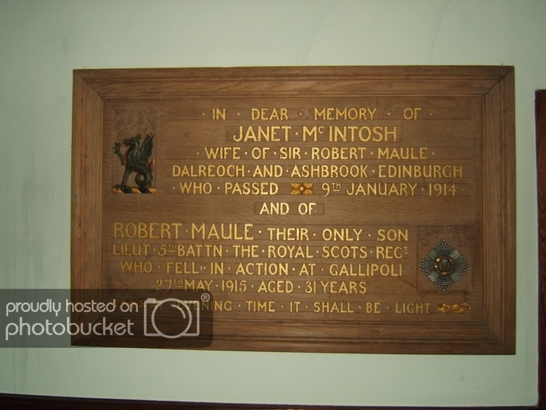 · IN · DEAR · MEMORY · OF ·
JANET · Mc INTOSH
· WIFE · OF · SIR · ROBERT · MAULE ·
DALREOCH · AND · ASHBROOK · EDINBURGH
· WHO · PASSED 9TH JANUARY · 1914 ·
AND OF
ROBERT · MAULE · THEIR · ONLY · SON
LIEUT · 5TH BATTN · THE · ROYAL · SCOTS · REGT
WHO · FELL · IN · ACTION · AT · GALLIPOLI
27TH MAY · 1915 · AGED · 31 YEARS
TIME · IT · SHALL · BE · LIGHT
proudly hosted on
photobucket®